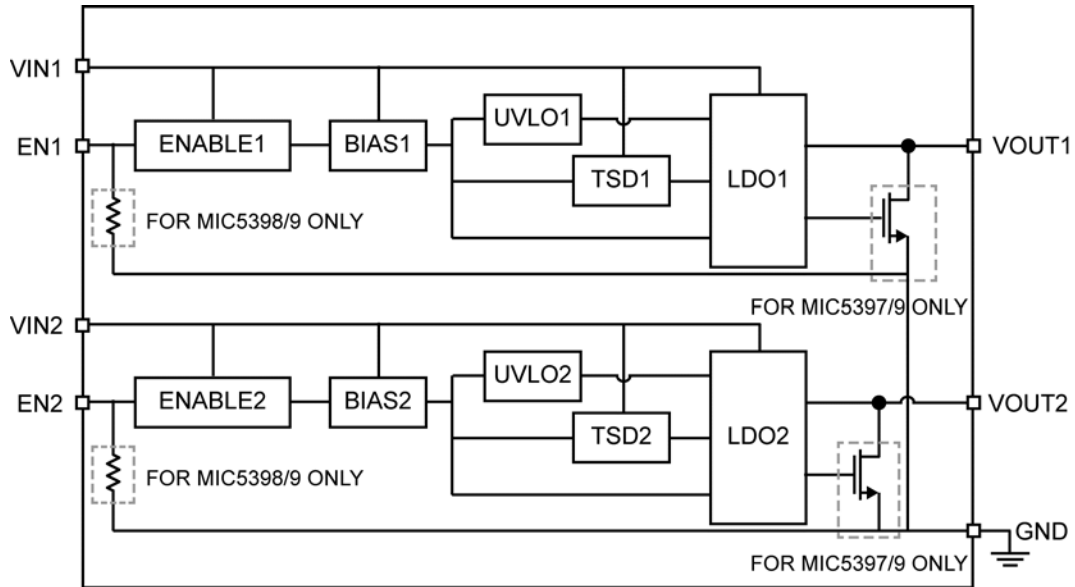 VIN1
UVLO1
EN1
ENABLE1
BIAS1
VOUT1
TSD1
LDO1
FOR MIC5398/9 ONLY
FOR MIC5397/9 ONLY
VIN2
UVLO2
EN2
ENABLE2
BIAS2
VOUT2
TSD2
LDO2
FOR MIC5398/9 ONLY
GND
FOR MIC5397/9 ONLY